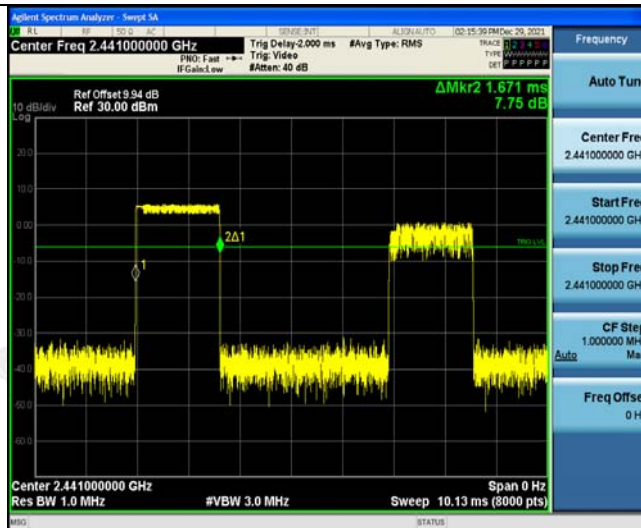 Agilent Spectrum Analyzer - Swept SA
RL RF 50 Ω AC SENSE:INT ALIGN AUTO 02:15:39 PM Dec 29, 2021
Center Freq 2.441000000 GHz
PNO: Fast
IFGain:Low
Trig Delay-2.000 ms
Trig: Video
#Atten: 40 dB
#Avg Type: RMS
TRACE 1 2 3 4 5 6
TYPE
DET P P P P P P
Ref Offset 9.94 dB
Ref 30.00 dBm
10 dB/div
Log
ΔMkr2 1.671 ms
7.75 dB
20.0
10.0
0.00
-10.0
-20.0
-30.0
-40.0
-50.0
-60.0
1
2Δ1
TRIG LVL
Center 2.441000000 GHz
Res BW 1.0 MHz
#VBW 3.0 MHz
Span 0 Hz
Sweep 10.13 ms (8000 pts)
MSG
STATUS
Frequency
Auto Tun
Center Fre
2.441000000 GH
Start Fre
2.441000000 GH
Stop Fre
2.441000000 GH
CF Step
1.000000 MH
Auto Ma
Freq Offse
0 H